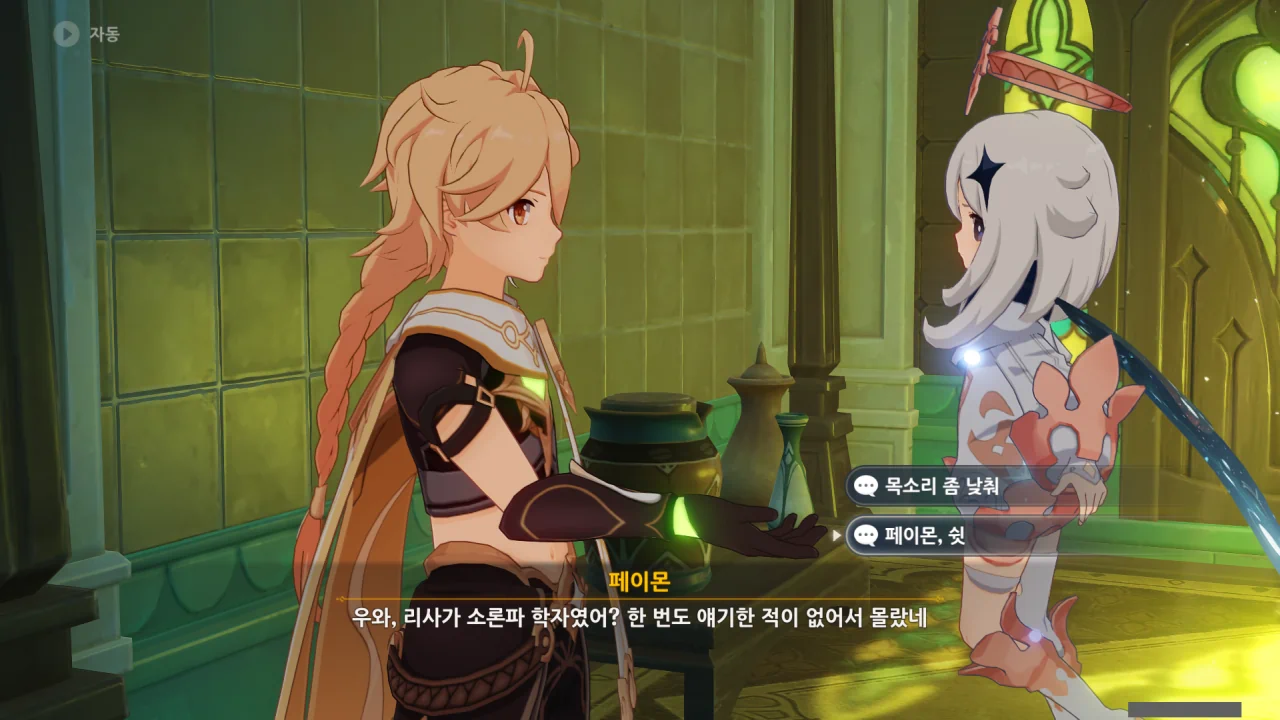 자동
목소리 좀 낮춰
페이몬, 쉿
페이몬
우와, 리사가 소론파 학자였어? 한 번도 얘기한 적이 없어서 몰랐네